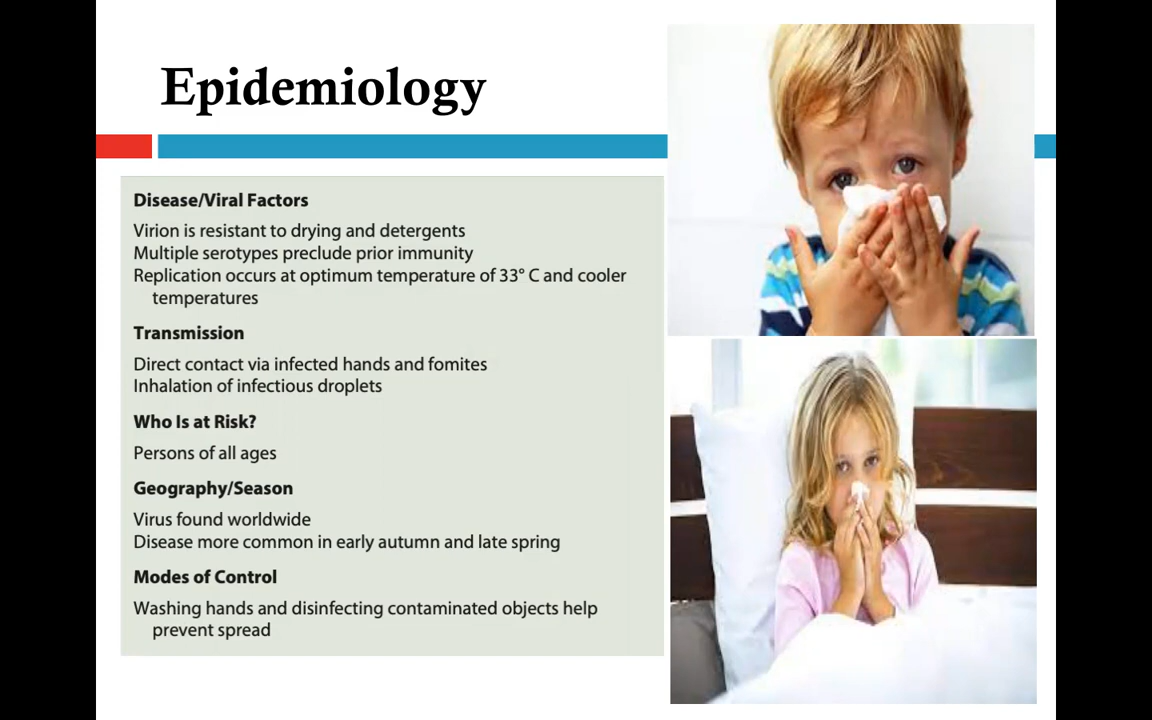 Epidemiology
Disease/Viral Factors
Virion is resistant to drying and detergents
Multiple serotypes preclude prior immunity
Replication occurs at optimum temperature of 33° C and cooler
temperatures
Transmission
Direct contact via infected hands and fomites
Inhalation of infectious droplets
Who Is at Risk?
Persons of all ages
Geography/Season
Virus found worldwide
Disease more common in early autumn and late spring
Modes of Control
Washing hands and disinfecting contaminated objects help
prevent spread